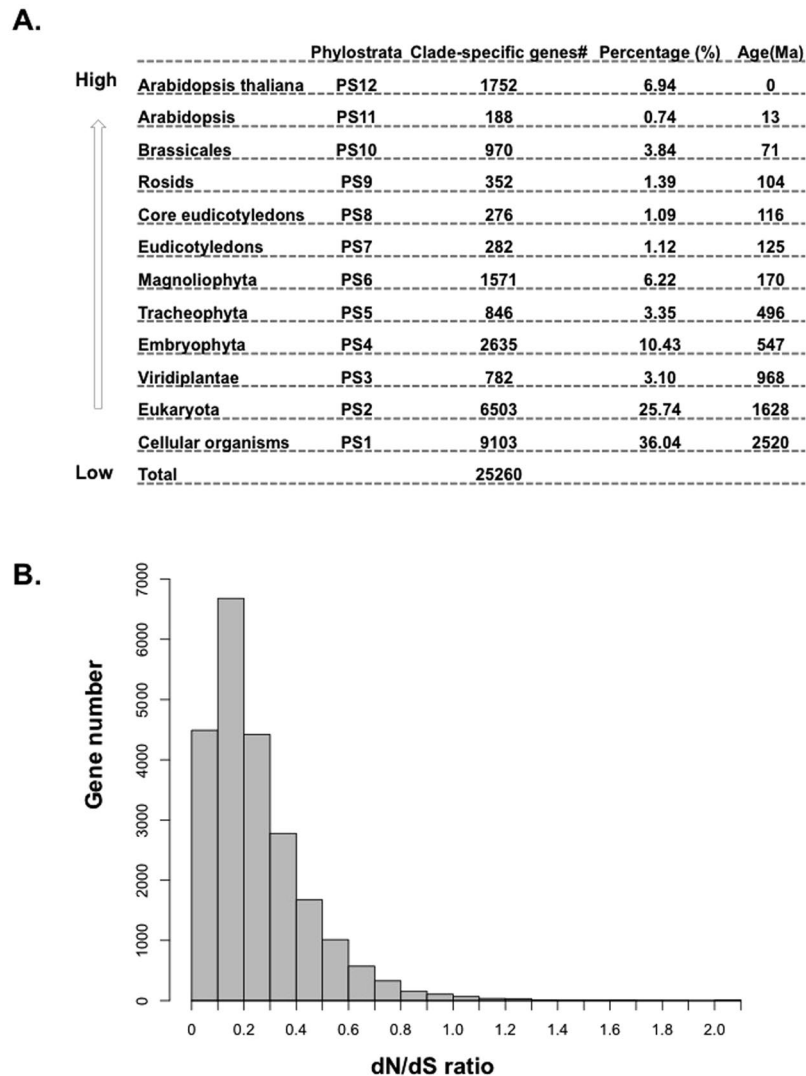 A.
Phylostrata Clade-specific genes# Percentage (%) Age(Ma)
High Arabidopsis thaliana PS12 1752 6.94 0
Arabidopsis PS11 188 0.74 13
Brassicales PS10 970 3.84 71
Rosids PS9 352 1.39 104
Core eudicotyledons PS8 276 1.09 116
Eudicotyledons PS7 282 1.12 125
Magnoliophyta PS6 1571 6.22 170
Tracheophyta PS5 846 3.35 496
Embryophyta PS4 2635 10.43 547
Viridiplantae PS3 782 3.10 968
Eukaryota PS2 6503 25.74 1628
Cellular organisms PS1 9103 36.04 2520
Low Total 25260
B.
Gene number
7000
6000
5000
4000
3000
2000
1000
0
0 0.2 0.4 0.6 0.8 1.0 1.2 1.4 1.6 1.8 2.0
dN/dS ratio